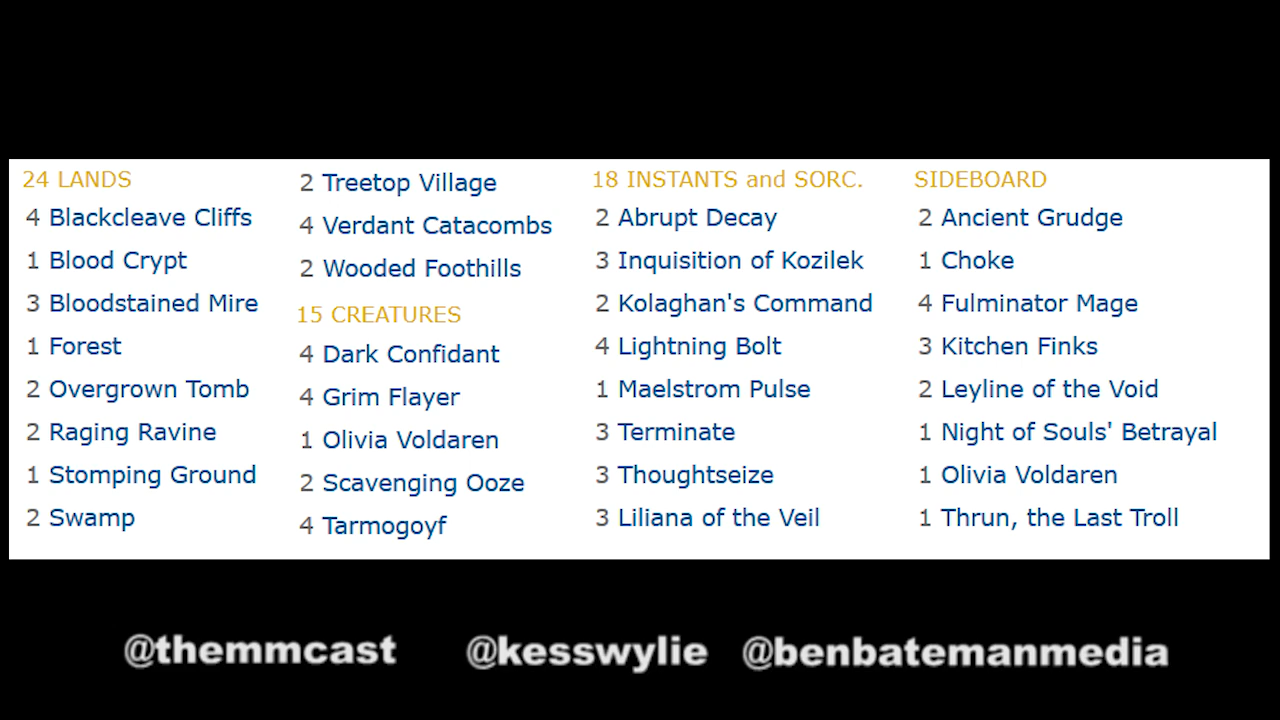 24 LANDS
4 Blackcleave Cliffs
1 Blood Crypt
3 Bloodstained Mire
1 Forest
2 Overgrown Tomb
2 Raging Ravine
1 Stomping Ground
2 Swamp
2 Treetop Village
4 Verdant Catacombs
2 Wooded Foothills
15 CREATURES
4 Dark Confidant
4 Grim Flayer
1 Olivia Voldaren
2 Scavenging Ooze
4 Tarmogoyf
18 INSTANTS and SORC.
2 Abrupt Decay
3 Inquisition of Kozilek
2 Kolaghan's Command
4 Lightning Bolt
1 Maelstrom Pulse
3 Terminate
3 Thoughtseize
3 Liliana of the Veil
SIDEBOARD
2 Ancient Grudge
1 Choke
4 Fulminator Mage
3 Kitchen Finks
2 Leyline of the Void
1 Night of Souls' Betrayal
1 Olivia Voldaren
1 Thrun, the Last Troll
@themmcast @kesswylie @benbatemanmedia